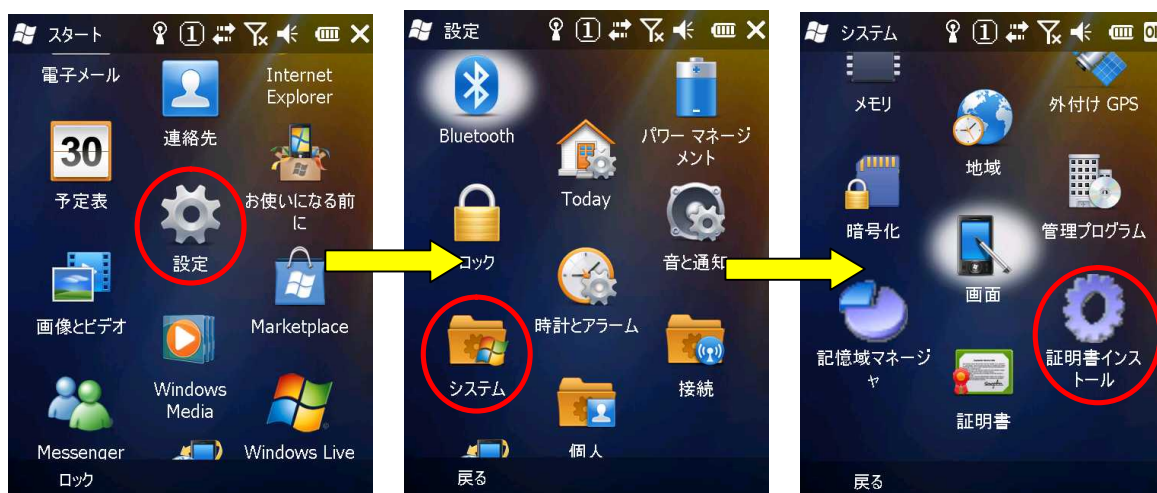 スタート
電子メール
Internet
Explorer
連絡先
30
予定表
お使いになる前
に
設定
画像とビデオ
Marketplace
Windows
Media
Messenger
Windows Live
ロック
設定
Bluetooth
パワー マネージ
メント
Today
ロック
音と通知
時計とアラーム
システム
接続
個人
戻る
システム
メモリ
外付け GPS
地域
暗号化
管理プログラム
画面
記憶域マネージ
ャ
証明書インス
トール
証明書
戻る